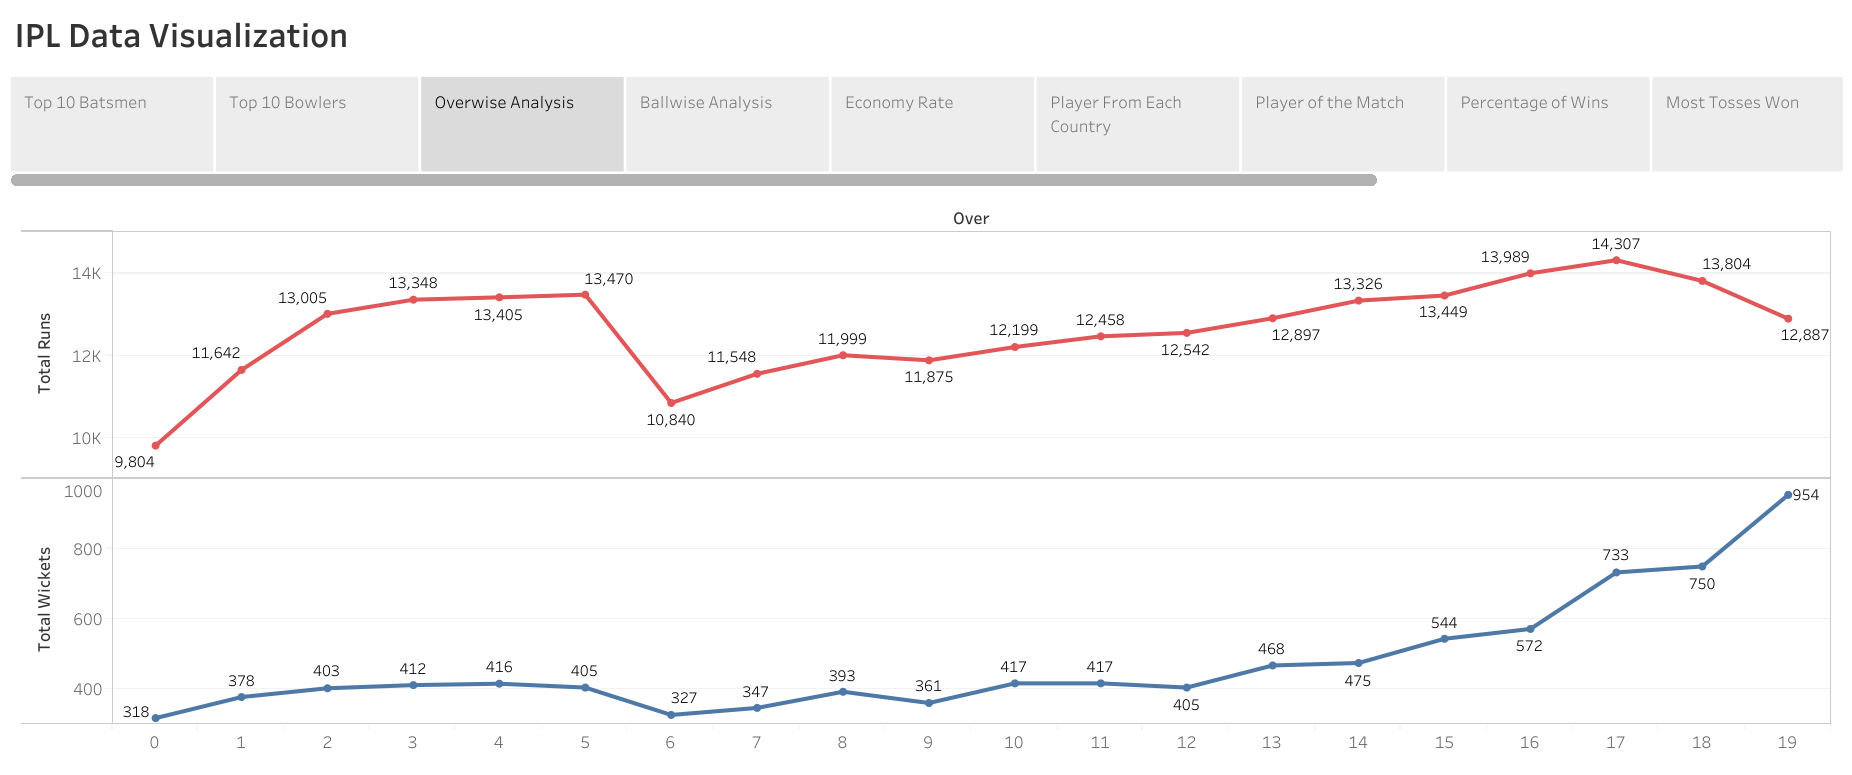 IPL Data Visualization
Top 10 Batsmen
Top 10 Bowlers
Overwise Analysis
Ballwise Analysis
Economy Rate
Player From Each
Country
Player of the Match
Percentage of Wins
Most Tosses Won
Over
Total Runs
14K
12K
10K
9,804
11,642
13,005
13,348
13,405
13,470
10,840
11,548
11,999
11,875
12,199
12,458
12,542
12,897
13,326
13,449
13,989
14,307
13,804
12,887
Total Wickets
1000
800
600
400
318
378
403
412
416
405
327
347
393
361
417
417
405
468
475
544
572
733
750
954
0 1 2 3 4 5 6 7 8 9 10 11 12 13 14 15 16 17 18 19